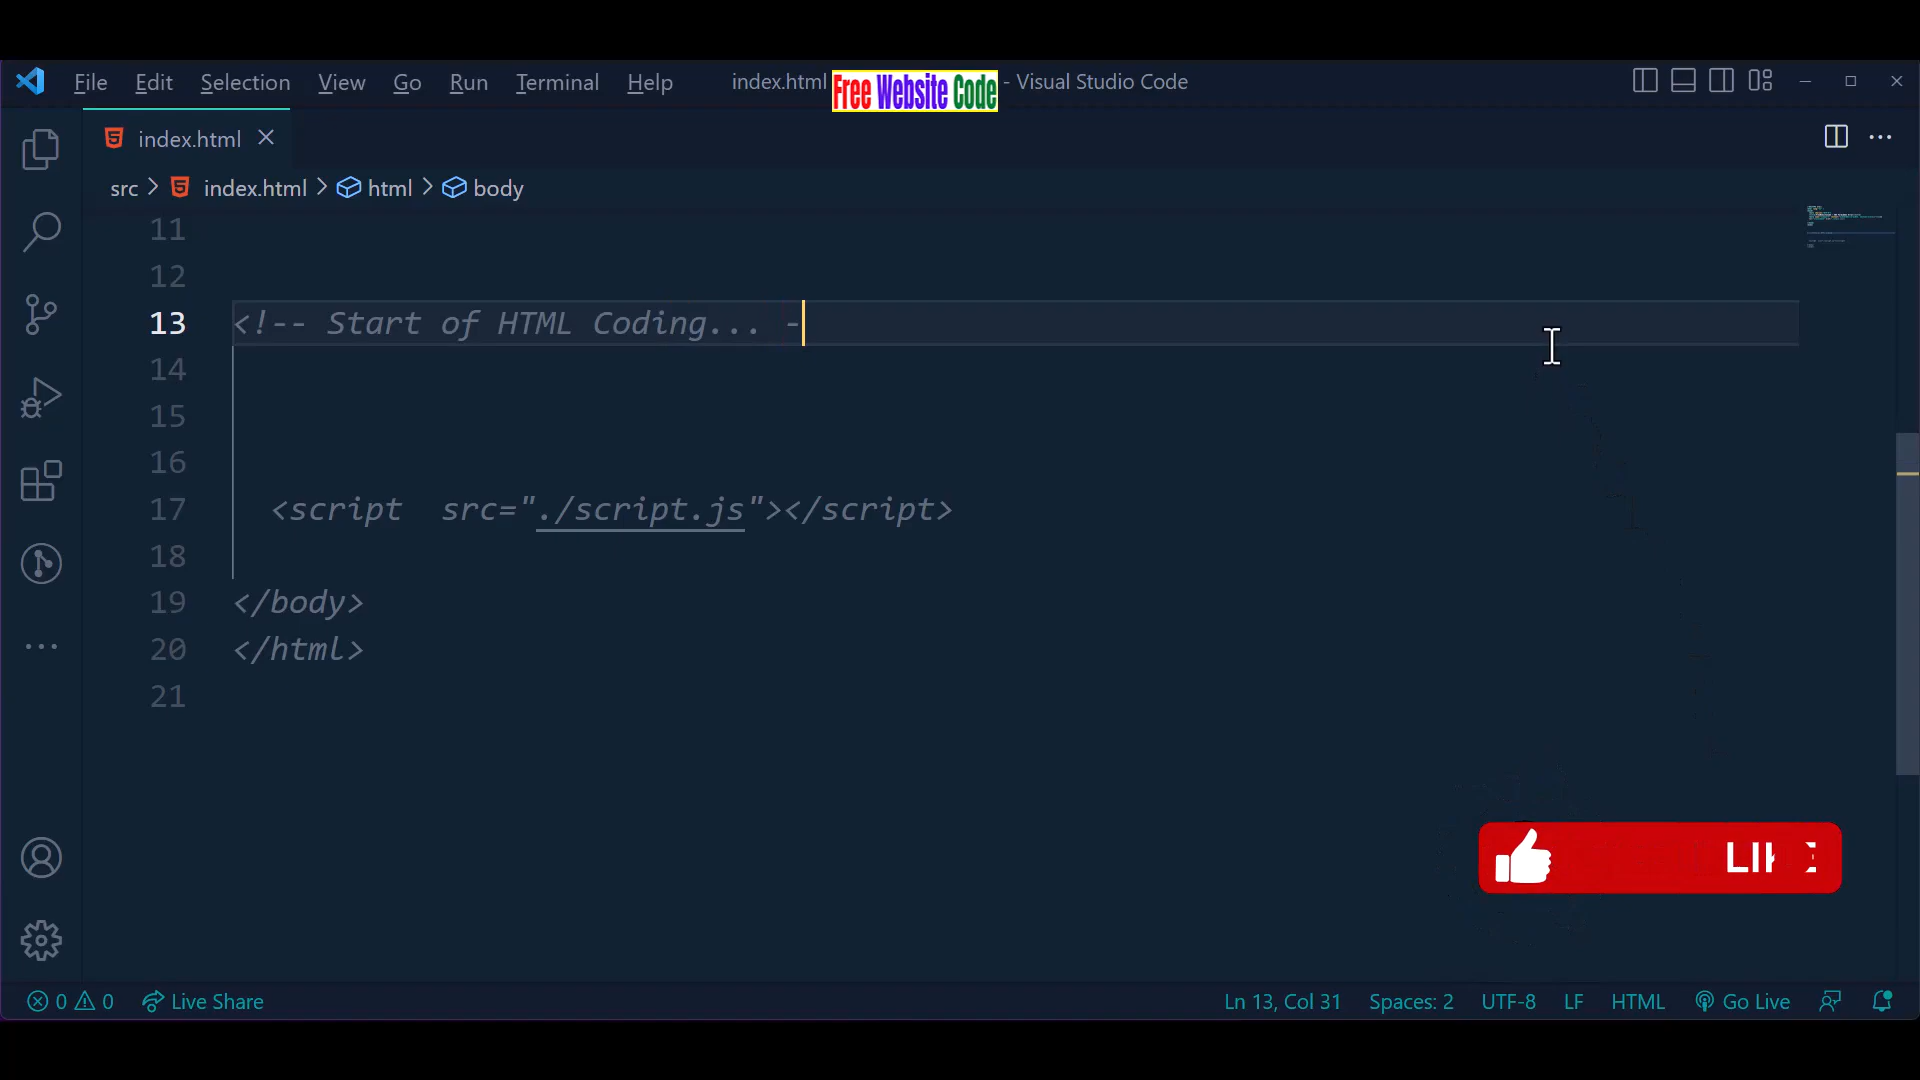 File Edit Selection View Go Run Terminal Help index.html Free Website Code - Visual Studio Code
index.html
src > index.html > html > body
11
12
13 <!-- Start of HTML Coding... -
14
15
16
17 <script  src="./script.js"></script>
18
19 </body>
20 </html>
21
0 0 Live Share Ln 13, Col 31 Spaces: 2 UTF-8 LF HTML Go Live